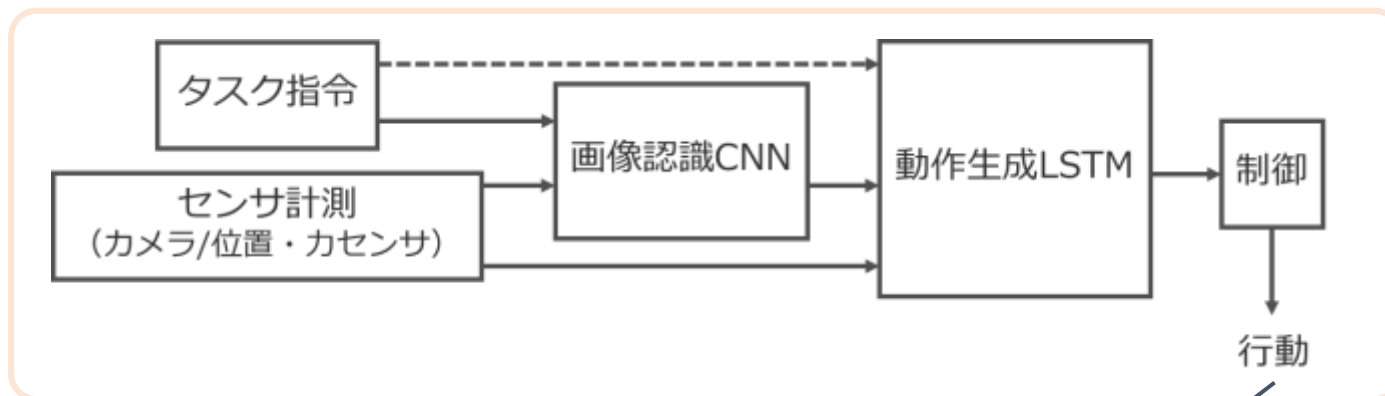 タスク指令
画像認識CNN
動作生成LSTM
制御
センサ計測
（カメラ/位置・力センサ）
行動